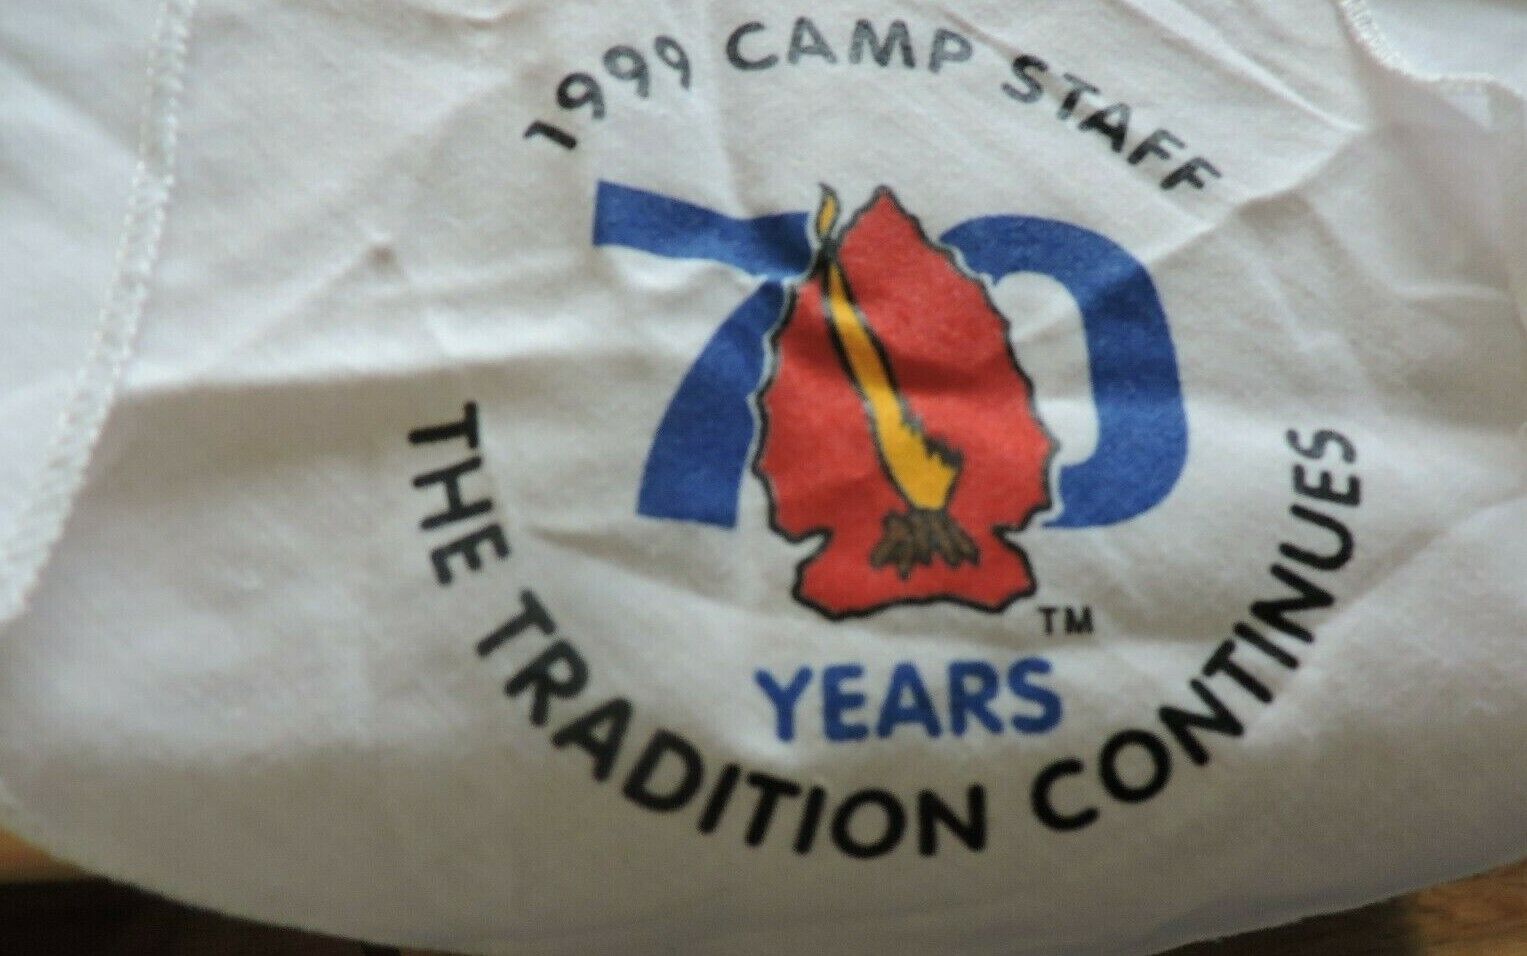 1999 CAMP STAFF
70
TM
YEARS
THE TRADITION CONTINUES